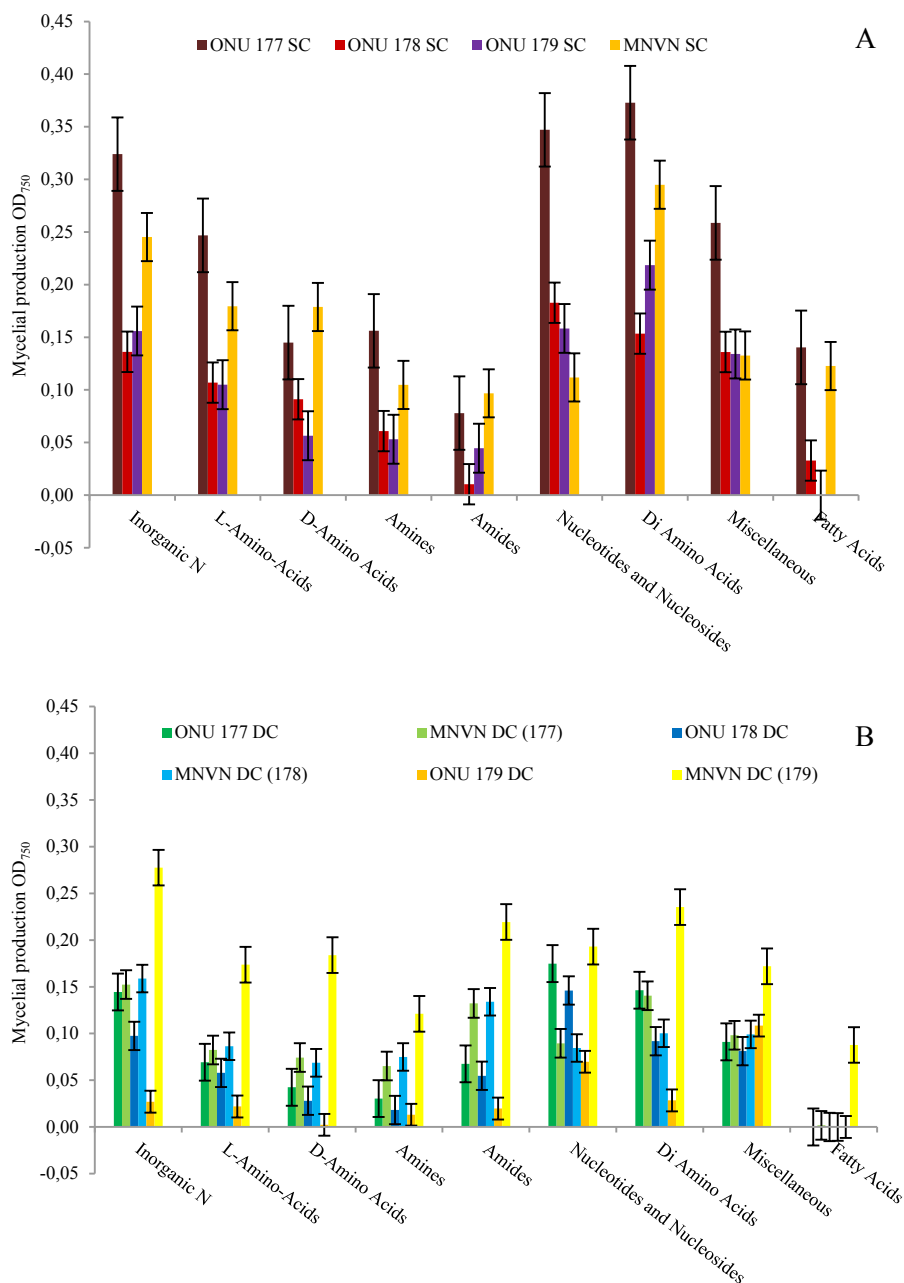 A
ONU 177 SC ONU 178 SC ONU 179 SC MNVN SC
Mycelial production OD750
0,45
0,40
0,35
0,30
0,25
0,20
0,15
0,10
0,05
0,00
-0,05
Inorganic N
L-Amino-Acids
D-Amino Acids
Amines
Amides
Nucleotides and Nucleosides
Di Amino Acids
Miscellaneous
Fatty Acids
B
ONU 177 DC MNVN DC (177) ONU 178 DC
MNVN DC (178) ONU 179 DC MNVN DC (179)
Mycelial production OD750
0,45
0,40
0,35
0,30
0,25
0,20
0,15
0,10
0,05
0,00
-0,05
Inorganic N
L-Amino-Acids
D-Amino Acids
Amines
Amides
Nucleotides and Nucleosides
Di Amino Acids
Miscellaneous
Fatty Acids